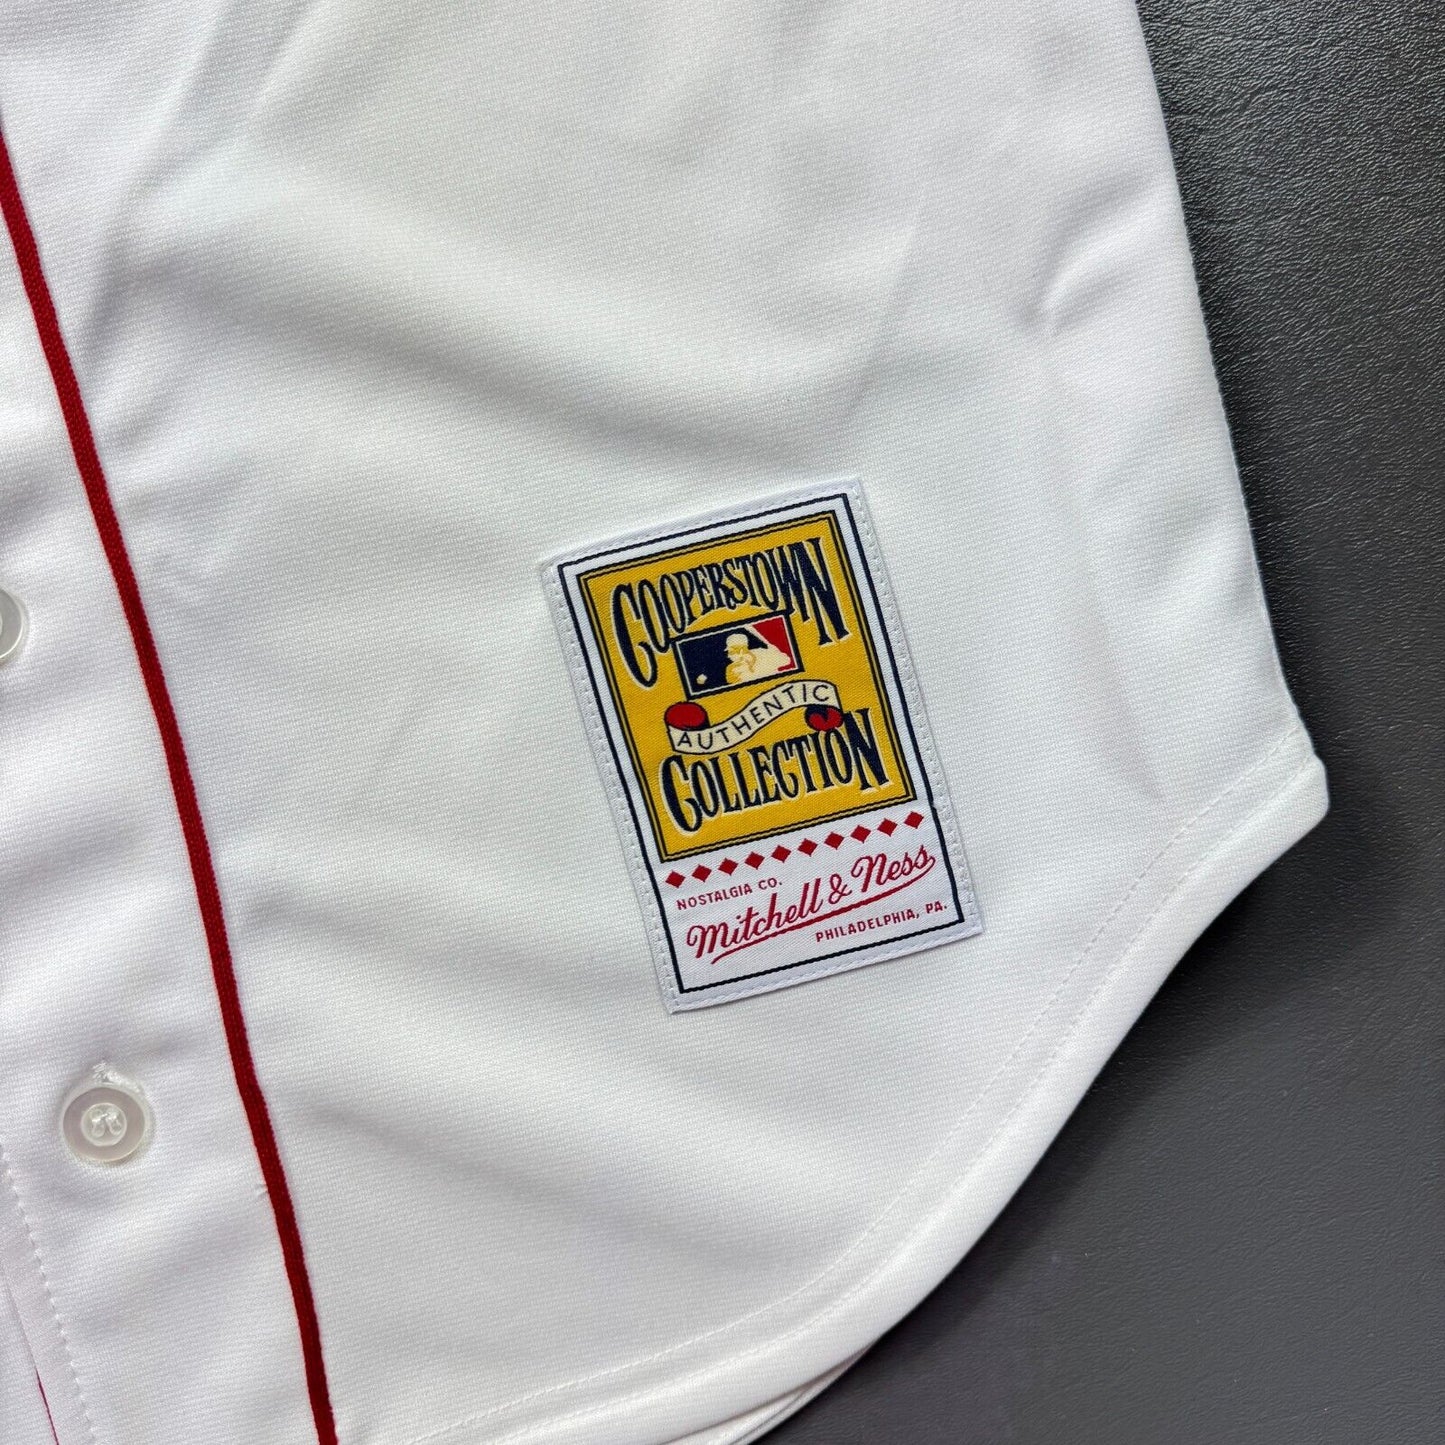 COOPERSTOWN
AUTHENTIC
COLLECTION
NOSTALGIA CO.
Mitchell & Ness
PHILADELPHIA, PA.